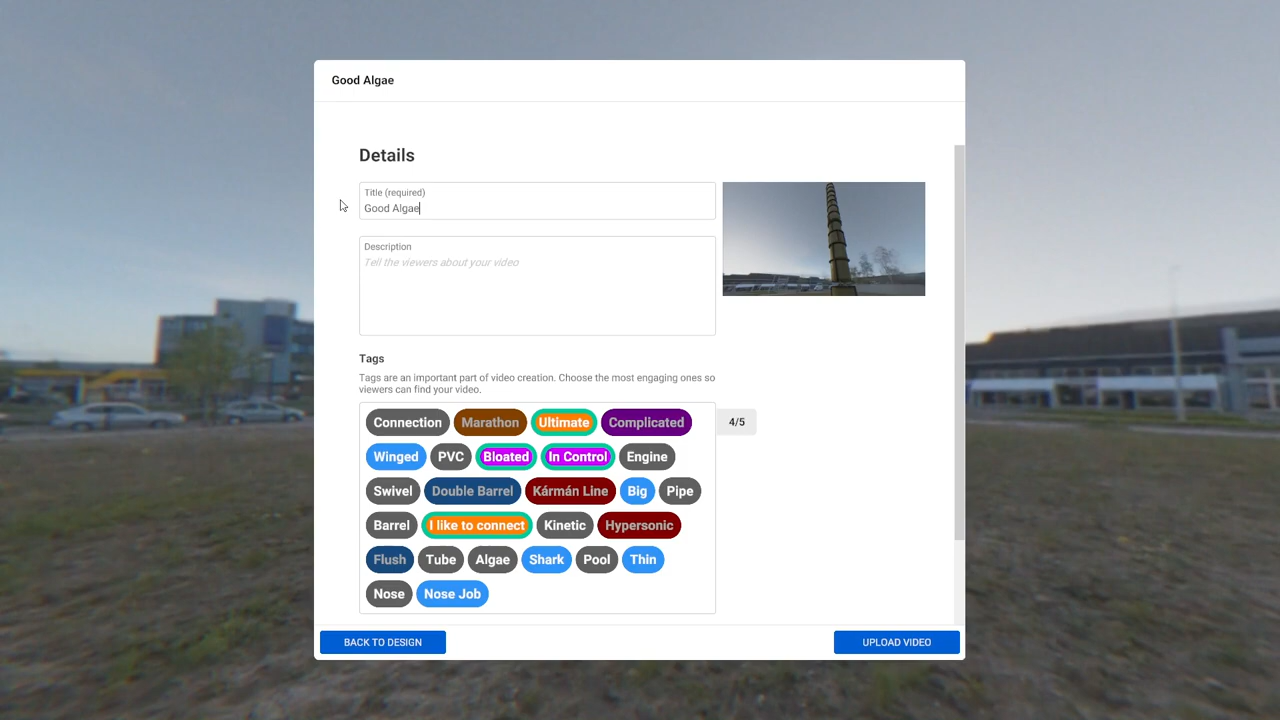 Good Algae
Details
Title (required)
Good Algae
Description
Tell the viewers about your video
Tags
Tags are an important part of video creation. Choose the most engaging ones so
viewers can find your video.
Connection Marathon Ultimate Complicated 4/5
Winged PVC Bloated In Control Engine
Swivel Double Barrel Kármán Line Big Pipe
Barrel I like to connect Kinetic Hypersonic
Flush Tube Algae Shark Pool Thin
Nose Nose Job
BACK TO DESIGN UPLOAD VIDEO